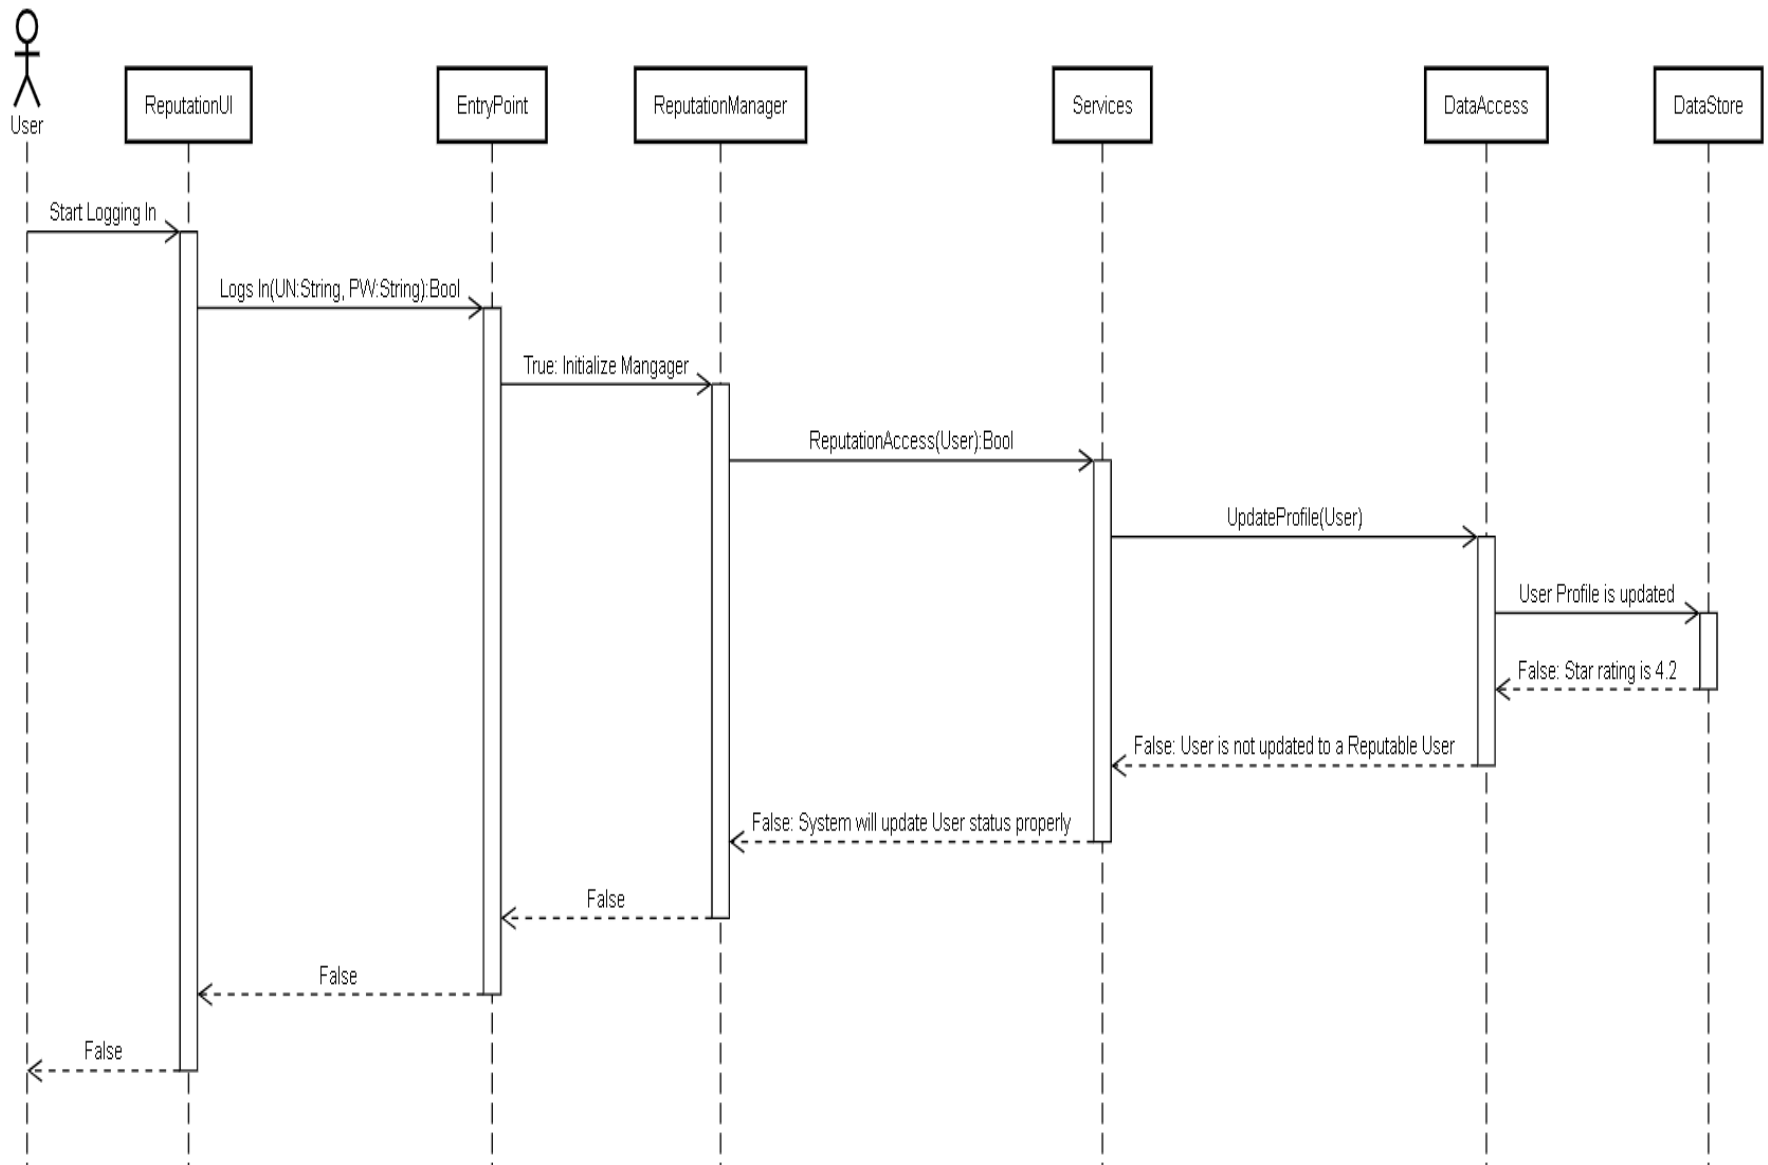 User
ReputationUI
EntryPoint
ReputationManager
Services
DataAccess
DataStore
Start Logging In
Logs In(UN:String, PW:String):Bool
True: Initialize Mangager
ReputationAccess(User):Bool
UpdateProfile(User)
User Profile is updated
False: Star rating is 4.2
False: User is not updated to a Reputable User
False: System will update User status properly
False
False
False